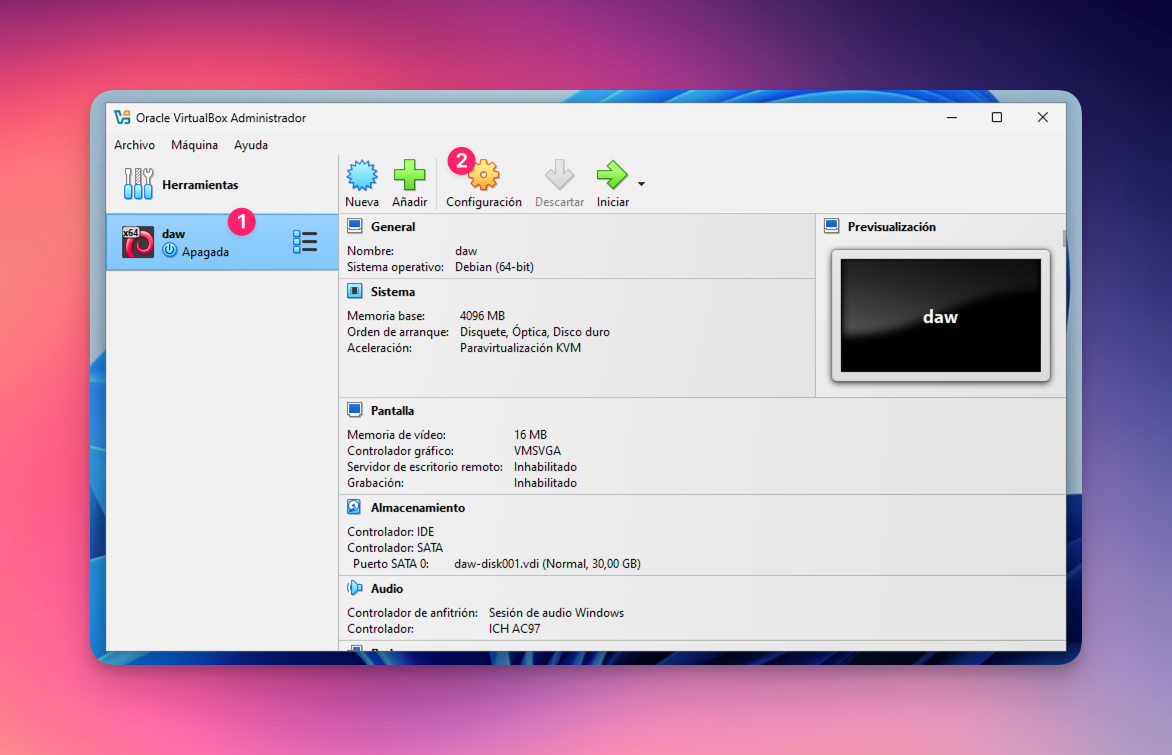 Oracle VirtualBox Administrador
Archivo Máquina Ayuda
Herramientas
1
x64
daw
Apagada
2
Nueva Añadir Configuración Descartar Iniciar
General
Nombre: daw
Sistema operativo: Debian (64-bit)
Sistema
Memoria base: 4096 MB
Orden de arranque: Disquete, Óptica, Disco duro
Aceleración: Paravirtualización KVM
Previsualización
daw
Pantalla
Memoria de vídeo: 16 MB
Controlador gráfico: VMSVGA
Servidor de escritorio remoto: Inhabilitado
Grabación: Inhabilitado
Almacenamiento
Controlador: IDE
Controlador: SATA
Puerto SATA 0: daw-disk001.vdi (Normal, 30,00 GB)
Audio
Controlador de anfitrión: Sesión de audio Windows
Controlador: ICH AC97